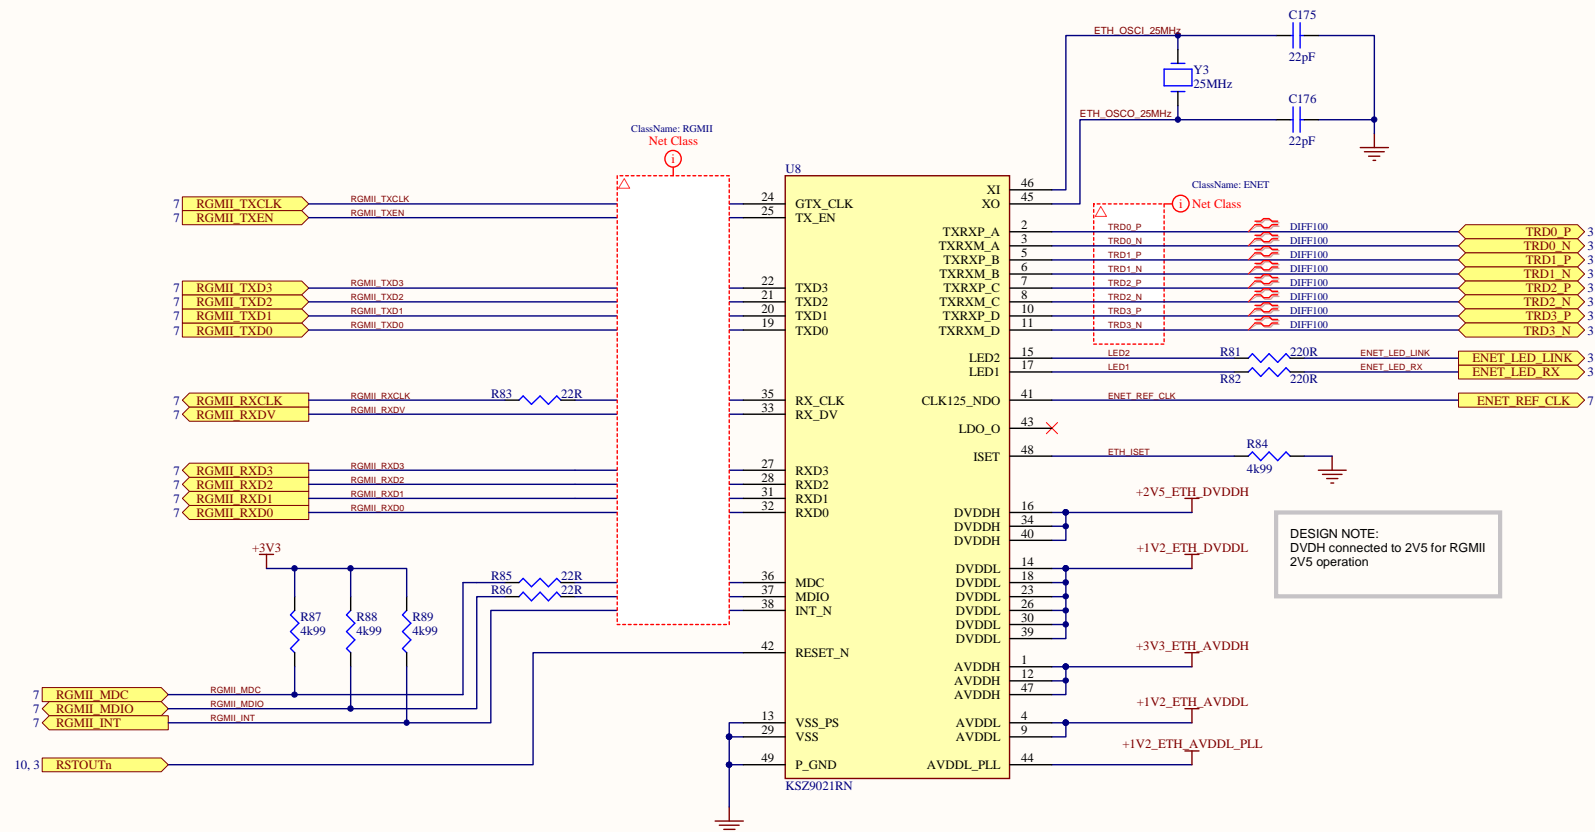 C175
ETH_OSCI_25MHz
22pF
Y3
25MHz
C176
ETH_OSCO_25MHz
22pF
ClassName: RGMII
Net Class
i
U8
ClassName: ENET
i Net Class
7 RGMII_TXCLK RGMII_TXCLK 24 GTX_CLK
7 RGMII_TXEN RGMII_TXEN 25 TX_EN
7 RGMII_TXD3 RGMII_TXD3 22 TXD3
7 RGMII_TXD2 RGMII_TXD2 21 TXD2
7 RGMII_TXD1 RGMII_TXD1 20 TXD1
7 RGMII_TXD0 RGMII_TXD0 19 TXD0
7 RGMII_RXCLK RGMII_RXCLK R83 22R 35 RX_CLK
7 RGMII_RXDV RGMII_RXDV 33 RX_DV
7 RGMII_RXD3 RGMII_RXD3 27 RXD3
7 RGMII_RXD2 RGMII_RXD2 28 RXD2
7 RGMII_RXD1 RGMII_RXD1 31 RXD1
7 RGMII_RXD0 RGMII_RXD0 32 RXD0
+3V3
R85 22R 36 MDC
R86 22R 37 MDIO
38 INT_N
R87 R88 R89
4k99 4k99 4k99
42 RESET_N
7 RGMII_MDC RGMII_MDC
7 RGMII_MDIO RGMII_MDIO
7 RGMII_INT RGMII_INT
13 VSS_PS
29 VSS
10, 3 RSTOUTn
49 P_GND
KSZ9021RN
XI 46
XO 45
TXRXP_A 2 TRD0_P DIFF100 TRD0_P 3
TXRXM_A 3 TRD0_N DIFF100 TRD0_N 3
TXRXP_B 5 TRD1_P DIFF100 TRD1_P 3
TXRXM_B 6 TRD1_N DIFF100 TRD1_N 3
TXRXP_C 7 TRD2_P DIFF100 TRD2_P 3
TXRXM_C 8 TRD2_N DIFF100 TRD2_N 3
TXRXP_D 10 TRD3_P DIFF100 TRD3_P 3
TXRXM_D 11 TRD3_N DIFF100 TRD3_N 3
LED2 15 LED2 R81 220R ENET_LED_LINK ENET_LED_LINK 3
LED1 17 LED1 R82 220R ENET_LED_RX ENET_LED_RX 3
CLK125_NDO 41 ENET_REF_CLK ENET_REF_CLK 7
LDO_O 43
ISET 48 ETH_ISET R84
4k99
+2V5_ETH_DVDDH
DVDDH 16
DVDDH 34
DVDDH 40
+1V2_ETH_DVDDL
DVDDL 14
DVDDL 18
DVDDL 23
DVDDL 26
DVDDL 30
DVDDL 39
+3V3_ETH_AVDDH
AVDDH 1
AVDDH 12
AVDDH 47
+1V2_ETH_AVDDL
AVDDL 4
AVDDL 9
+1V2_ETH_AVDDL_PLL
AVDDL_PLL 44
DESIGN NOTE:
DVDH connected to 2V5 for RGMII
2V5 operation